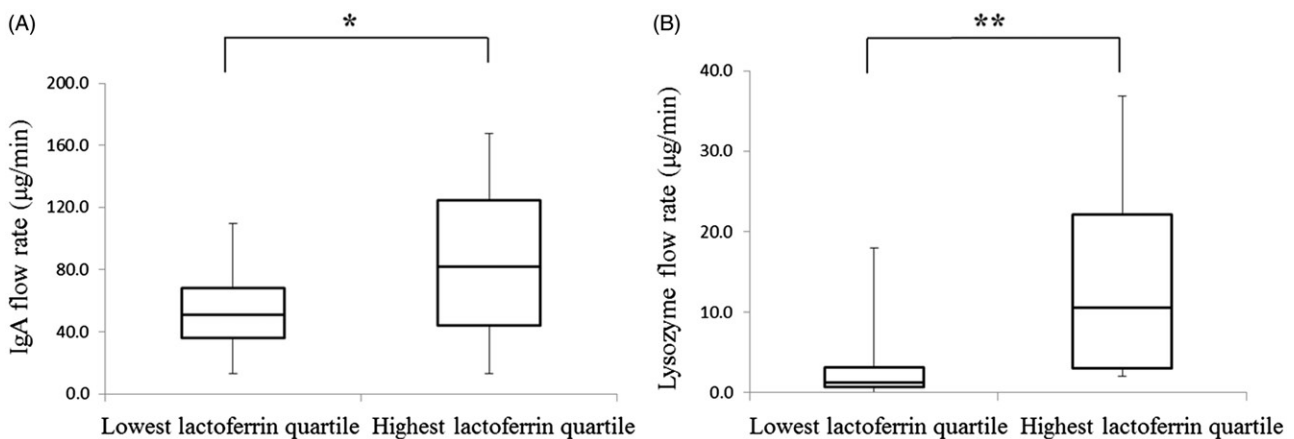 (A)
*
IgA flow rate (µg/min)
200.0
160.0
120.0
80.0
40.0
0.0
Lowest lactoferrin quartile Highest lactoferrin quartile
(B)
**
Lysozyme flow rate (µg/min)
40.0
30.0
20.0
10.0
0.0
Lowest lactoferrin quartile Highest lactoferrin quartile